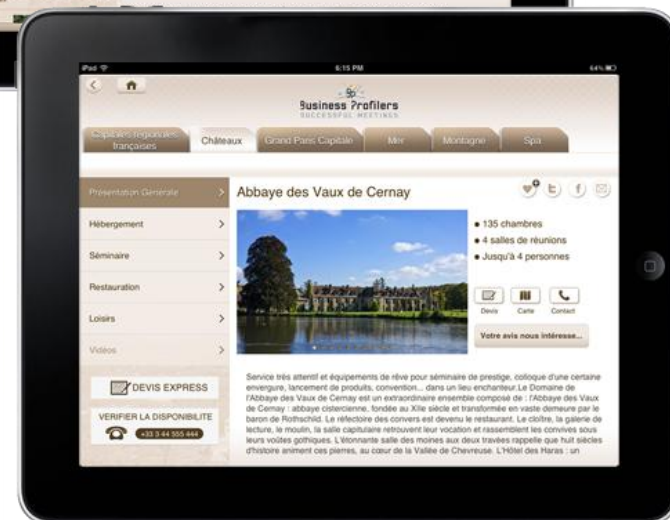 iPad
6:15 PM
64%
Business Profilers
SUCCESSFUL MEETINGS
Capitales régionales
françaises
Châteaux
Grand Paris Capitale
Mer
Montagne
Spa
Présentation Générale
Hébergement
Séminaire
Restauration
Loisirs
Vidéos
DEVIS EXPRESS
VERIFIER LA DISPONIBILITE
+33 3 44 555 444
Abbaye des Vaux de Cernay
• 135 chambres
• 4 salles de réunions
• Jusqu'à 4 personnes
Devis
Carte
Contact
Votre avis nous intéresse...
Service très attentif et équipements de rêve pour séminaire de prestige, colloque d'une certaine
envergure, lancement de produits, convention... dans un lieu enchanteur.Le Domaine de
l'Abbaye des Vaux de Cernay est un extraordinaire ensemble composé de : l'Abbaye des Vaux
de Cernay : abbaye cistercienne, fondée au XIIe siècle et transformée en vaste demeure par le
baron de Rothschild. Le réfectoire des convers est devenu le restaurant. Le cloître, la galerie de
lecture, le moulin, la salle capitulaire retrouvent leur vocation et rassemblent les convives sous
leurs voûtes gothiques. L'étonnante salle des moines aux deux travées rappelle que huit siècles
d'histoire animent ces pierres, au cœur de la Vallée de Chevreuse. L'Hôtel des Haras : un